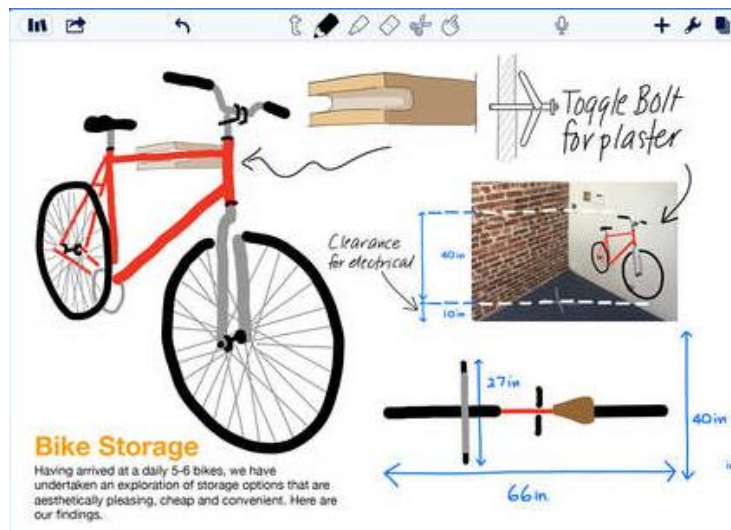 Toggle Bolt
for plaster
Clearance
for electrical
40in
10in
27in
40in
66in
Bike Storage
Having arrived at a daily 5-6 bikes, we have
undertaken an exploration of storage options that are
aesthetically pleasing, cheap and convenient. Here are
our findings.